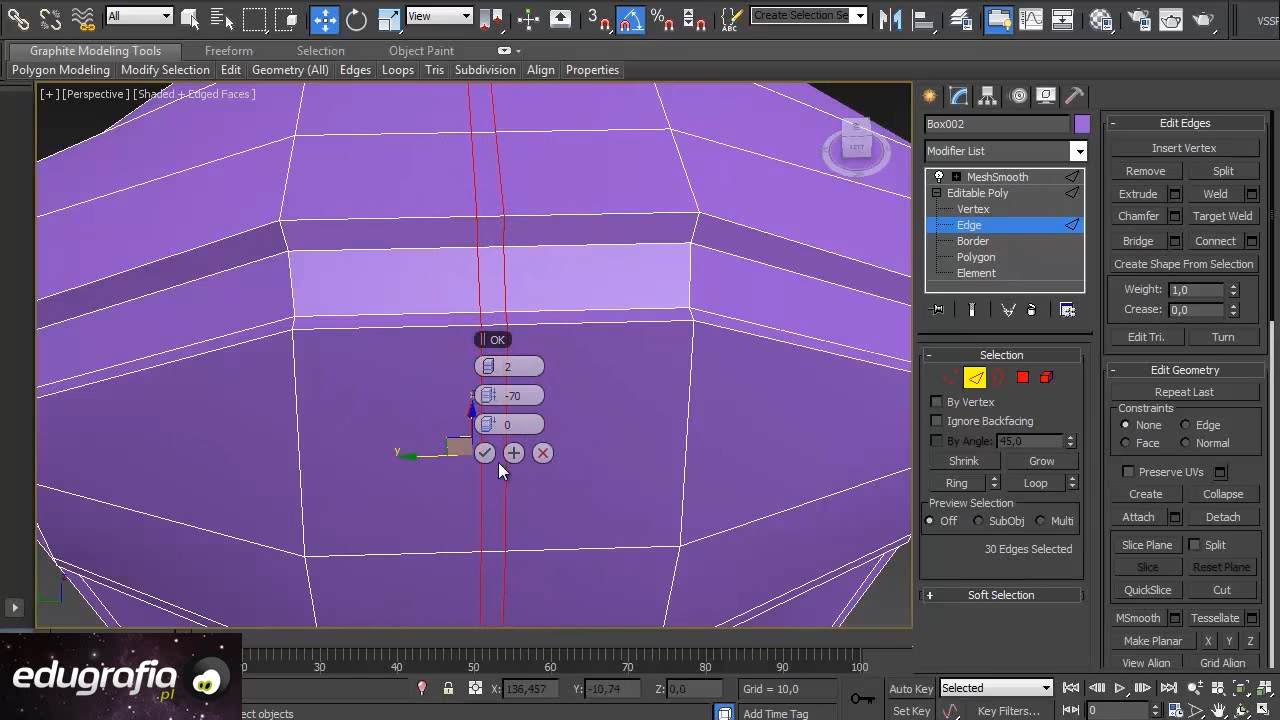 All
View
3
%
ABC
Create Selection Se
VSSF
Graphite Modeling Tools Freeform Selection Object Paint
Polygon Modeling Modify Selection Edit Geometry (All) Edges Loops Tris Subdivision Align Properties
[ + ] [Perspective ] [Shaded + Edged Faces ]
LEFT
OK
2
-70
0
y
Box002
Modifier List
MeshSmooth
Editable Poly
Vertex
Edge
Border
Polygon
Element
Selection
By Vertex
Ignore Backfacing
By Angle: 45,0
Shrink Grow
Ring Loop
Preview Selection
Off SubObj Multi
30 Edges Selected
Soft Selection
Edit Edges
Insert Vertex
Remove Split
Extrude Weld
Chamfer Target Weld
Bridge Connect
Create Shape From Selection
Weight: 1,0
Crease: 0,0
Edit Tri. Turn
Edit Geometry
Repeat Last
Constraints
None Edge
Face Normal
Preserve UVs
Create Collapse
Attach Detach
Slice Plane Split
Slice Reset Plane
QuickSlice Cut
MSmooth Tessellate
Make Planar X Y Z
View Align Grid Align
30 40 50 60 70 80 90 100
X: 136,457 Y: -10,74 Z: 0,0 Grid = 10,0
Auto Key Selected
ect objects
Add Time Tag
Set Key Key Filters...
0
edugrafia
.pl